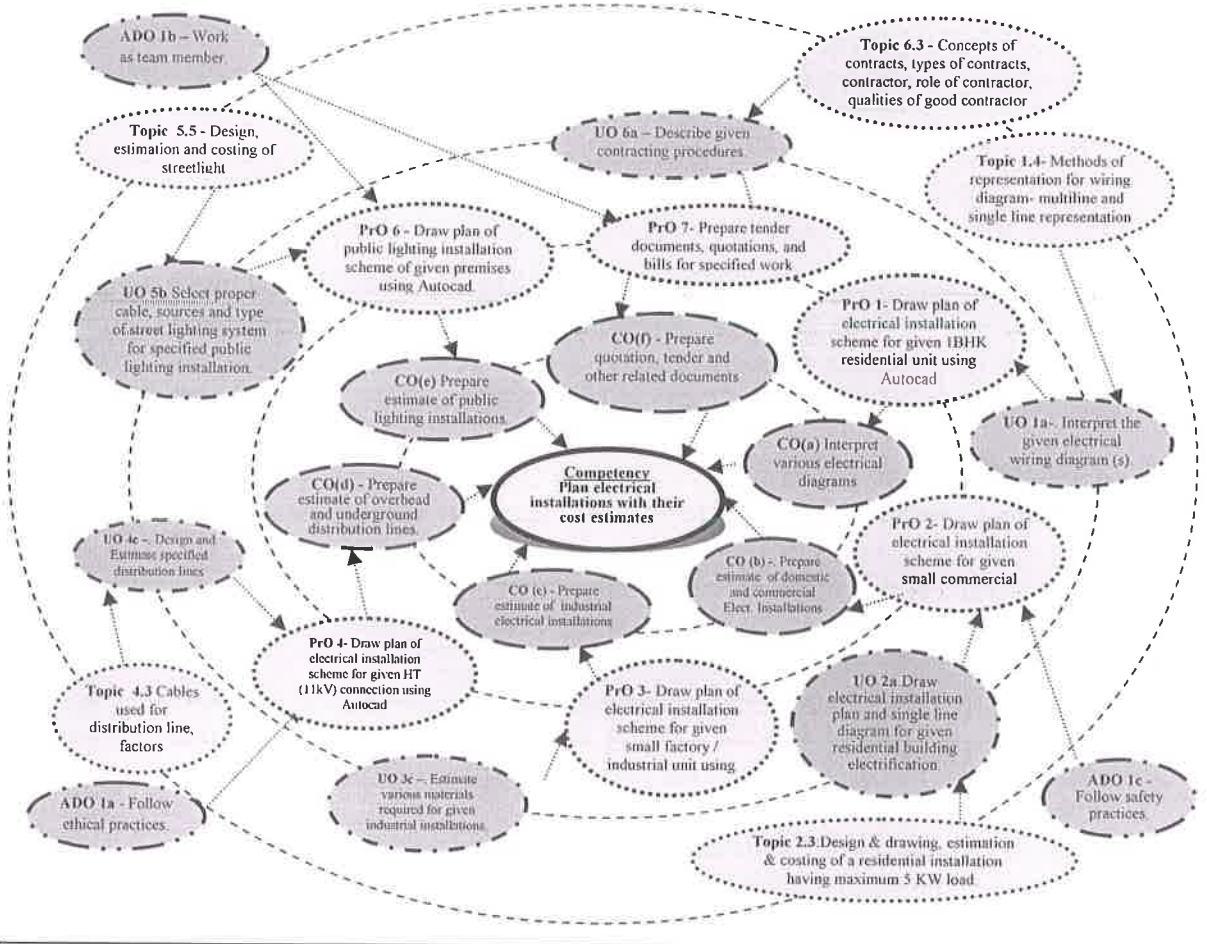 ADO 1b – Work
as team member.
Topic 6.3 - Concepts of
contracts, types of contracts,
contractor, role of contractor,
qualities of good contractor
Topic 5.5 - Design,
estimation and costing of
streetlight
UO 6a – Describe given
contracting procedures.
Topic 1.4- Methods of
representation for wiring
diagram- multiline and
single line representation
PrO 6 - Draw plan of
public lighting installation
scheme of given premises
using Autocad.
PrO 7- Prepare tender
documents, quotations, and
bills for specified work
UO 5b Select proper
cable, sources and type
of street lighting system
for specified public
lighting installation.
PrO 1- Draw plan of
electrical installation
scheme for given 1BHK
residential unit using
Autocad
CO(f) - Prepare
quotation, tender and
other related documents
CO(e) Prepare
estimate of public
lighting installations.
UO 1a-. Interpret the
given electrical
wiring diagram (s).
CO(a) Interpret
various electrical
diagrams
Competency
Plan electrical
installations with their
cost estimates
CO(d) - Prepare
estimate of overhead
and underground
distribution lines.
PrO 2- Draw plan of
electrical installation
scheme for given
small commercial
UO 4c –. Design and
Estimate specified
distribution lines
CO (b) -. Prepare
estimate of domestic
and commercial
Elect. Installations
CO (c) - Prepare
estimate of industrial
electrical installations
PrO 4- Draw plan of
electrical installation
scheme for given HT
(11kV) connection using
Autocad
PrO 3- Draw plan of
electrical installation
scheme for given
small factory /
industrial unit using
UO 2a Draw
electrical installation
plan and single line
diagram for given
residential building
electrification.
Topic 4.3 Cables
used for
distribution line,
factors
UO 3c –. Estimate
various materials
required for given
industrial installations.
ADO 1a - Follow
ethical practices.
ADO 1c -
Follow safety
practices.
Topic 2.3.Design & drawing, estimation
& costing of a residential installation
having maximum 5 KW load